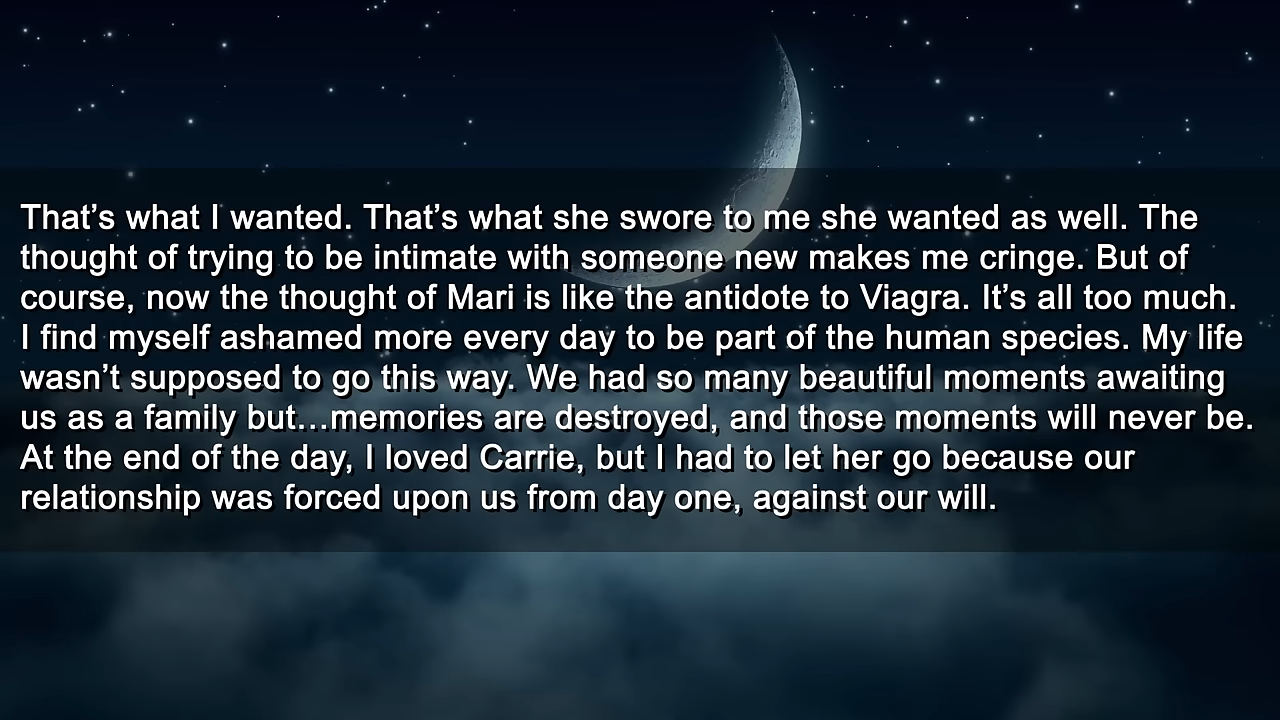 That’s what I wanted. That’s what she swore to me she wanted as well. The
thought of trying to be intimate with someone new makes me cringe. But of
course, now the thought of Mari is like the antidote to Viagra. It’s all too much.
I find myself ashamed more every day to be part of the human species. My life
wasn’t supposed to go this way. We had so many beautiful moments awaiting
us as a family but…memories are destroyed, and those moments will never be.
At the end of the day, I loved Carrie, but I had to let her go because our
relationship was forced upon us from day one, against our will.